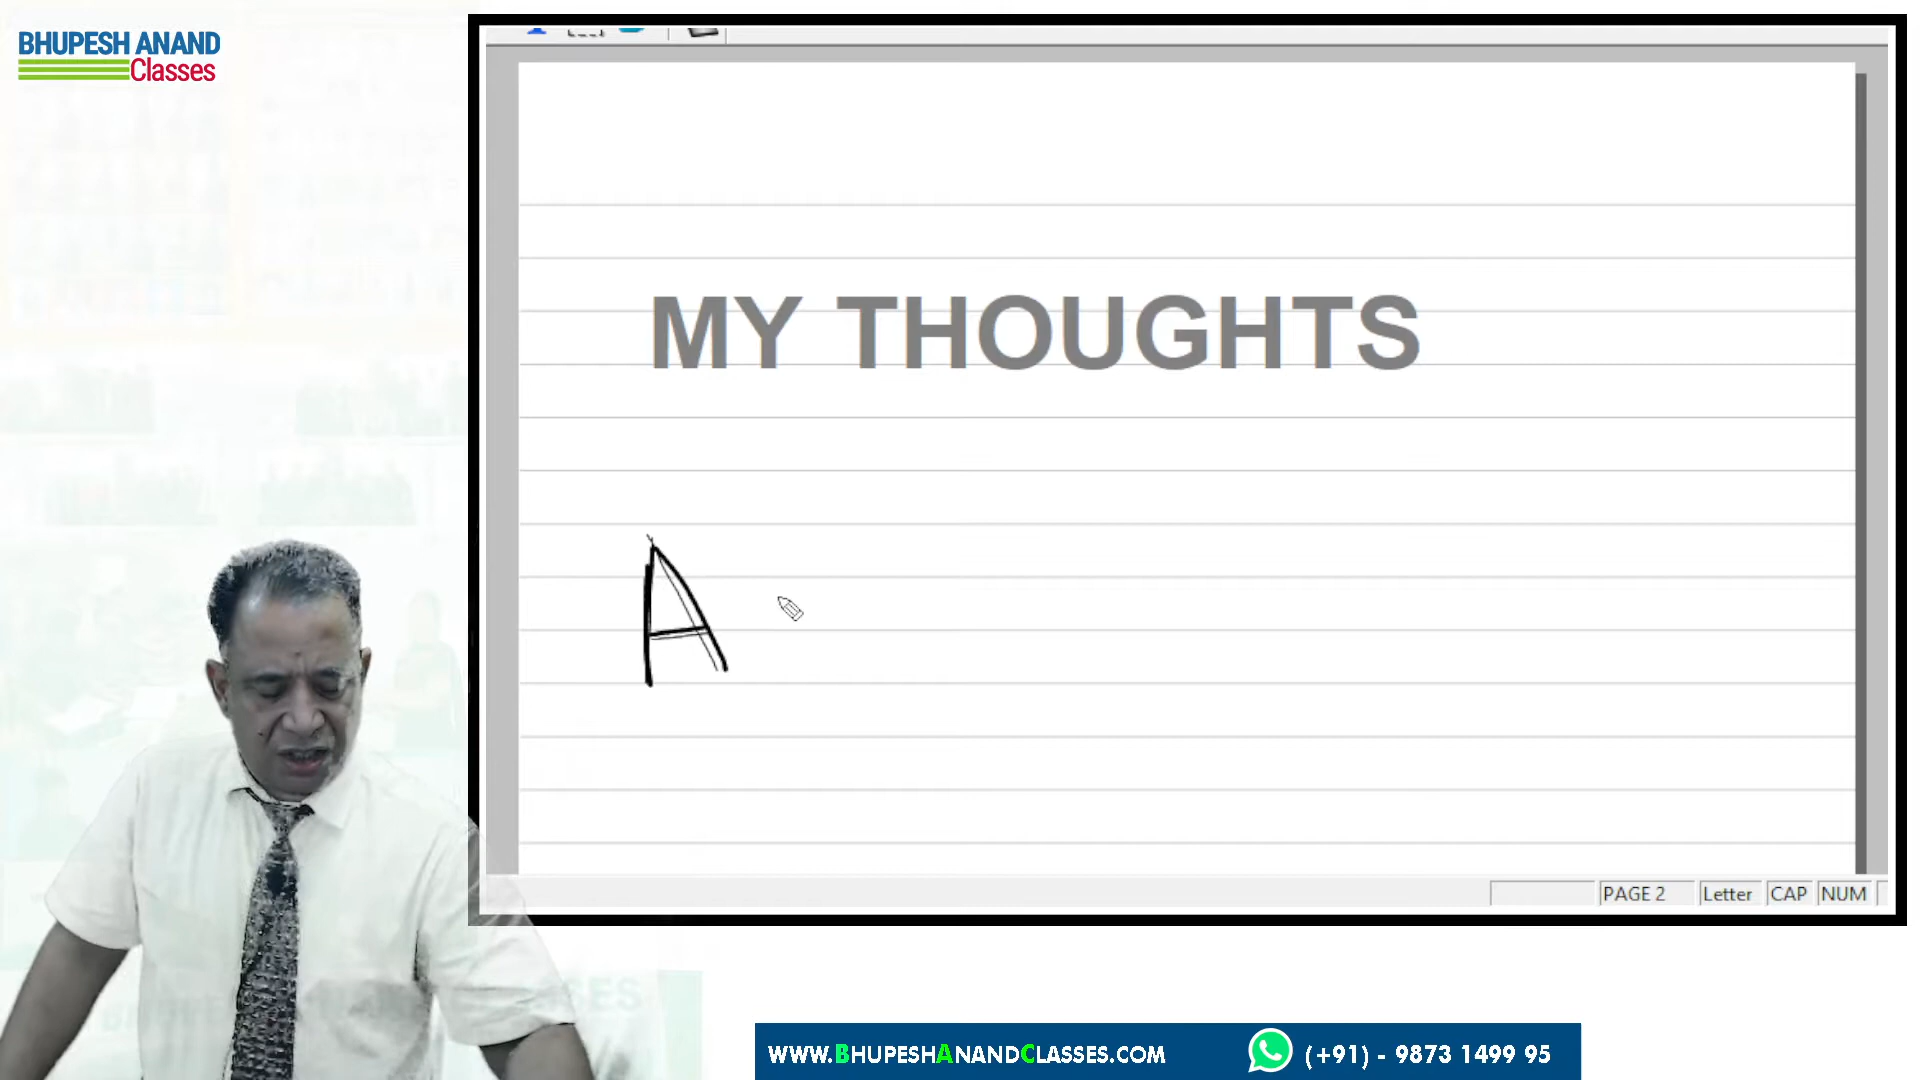 BHUPESH ANAND
Classes
MY THOUGHTS
A
PAGE 2 Letter CAP NUM
WWW.BHUPESHANANDCLASSES.COM (+91) - 9873 1499 95